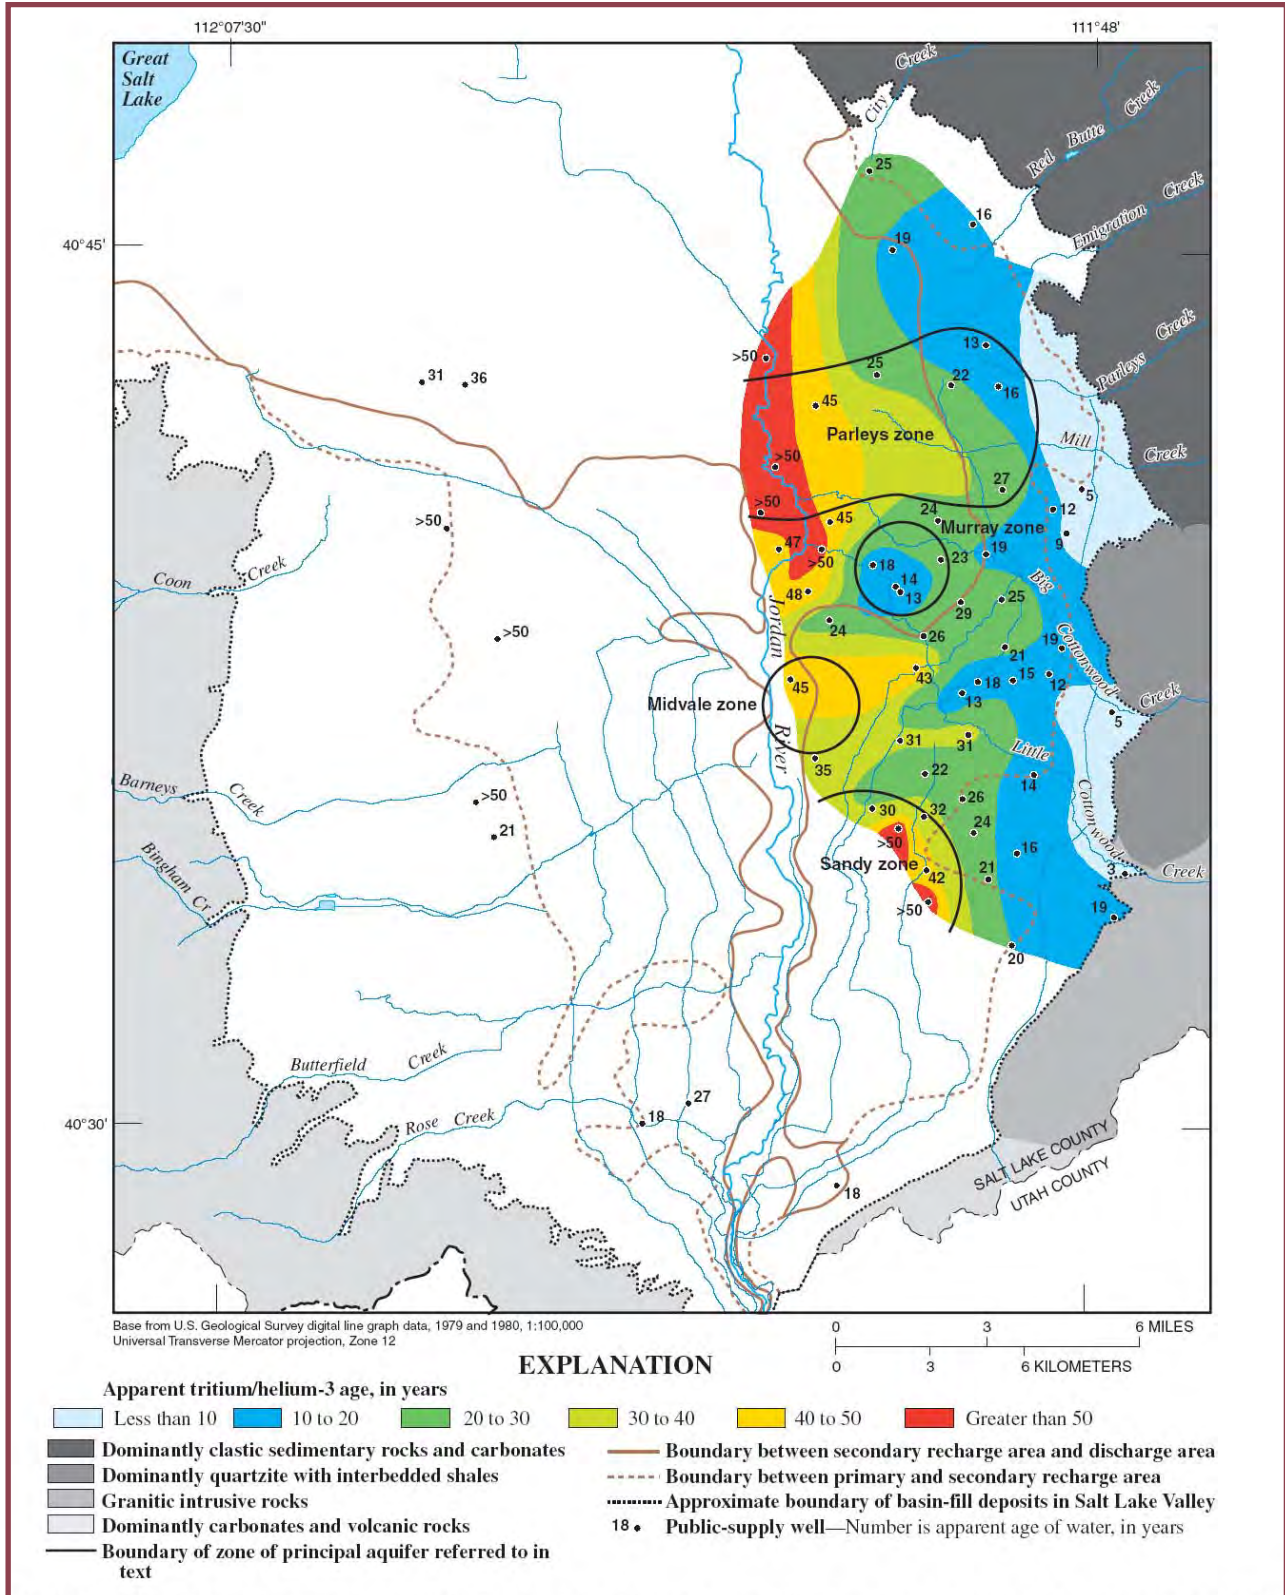 112°07'30"
111°48'
Great
Salt
Lake
City
Creek
Red Butte Creek
Emigration Creek
40°45'
25
16
19
Parleys Creek
>50
13
31
36
25
22
16
45
Parleys zone
Mill
Creek
>50
27
5
>50
12
>50
45
24
Murray zone
9
47
>50
18
23
19
Coon Creek
14
13
Big
48
29
25
Jordan
24
26
>50
21
19
Cottonwood
43
45
18
15
12
13
Creek
Midvale zone
5
River
31
31
Little
35
22
14
Barneys
Creek
>50
30
32
26
Cottonwood
24
21
>50
16
Sandy zone
42
21
3
Creek
Bingham Cr
>50
19
20
Butterfield Creek
27
40°30'
18
Rose Creek
SALT LAKE COUNTY
UTAH COUNTY
18
Base from U.S. Geological Survey digital line graph data, 1979 and 1980, 1:100,000
Universal Transverse Mercator projection, Zone 12
0 3 6 MILES
0 3 6 KILOMETERS
EXPLANATION
Apparent tritium/helium-3 age, in years
Less than 10 10 to 20 20 to 30 30 to 40 40 to 50 Greater than 50
Dominantly clastic sedimentary rocks and carbonates
Dominantly quartzite with interbedded shales
Granitic intrusive rocks
Dominantly carbonates and volcanic rocks
Boundary of zone of principal aquifer referred to in
text
Boundary between secondary recharge area and discharge area
Boundary between primary and secondary recharge area
Approximate boundary of basin-fill deposits in Salt Lake Valley
18 Public-supply well—Number is apparent age of water, in years